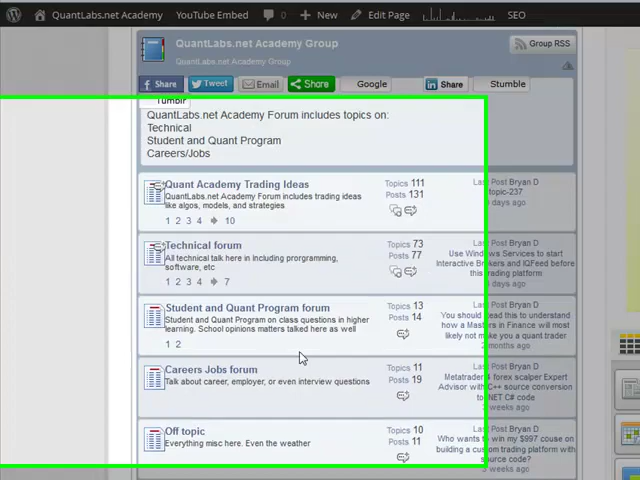 QuantLabs.net Academy YouTube Embed 0 New Edit Page SEO
QuantLabs.net Academy Group
QuantLabs.net Academy Group
Group RSS
Share Tweet Email Share Google Share Stumble
Tumblr
QuantLabs.net Academy Forum includes topics on:
Technical
Student and Quant Program
Careers/Jobs
Quant Academy Trading Ideas
QuantLabs.net Academy Forum includes trading ideas
like algos, models, and strategies
1 2 3 4 10
Topics 111
Posts 131
Last Post Bryan D
topic-237
days ago
Technical forum
All technical talk here in including prorgramming,
software, etc
1 2 3 4 7
Topics 73
Posts 77
Last Post Bryan D
Use Windows Services to start
Interactive Brokers and IQFeed before
this trading platform
days ago
Student and Quant Program forum
Student and Quant Program on class questions in higher
learning. School opinions matters talked here as well
1 2
Topics 13
Posts 14
Last Post Bryan D
You should read this to understand
how a Masters in Finance will most
likely not make you a quant trader
months ago
Careers Jobs forum
Talk about career, employer, or even interview questions
Topics 11
Posts 19
Last Post Bryan D
Metatrader 4 forex scalper Expert
Advisor with C++ source conversion
to .NET C# code
weeks ago
Off topic
Everything misc here. Even the weather
Topics 10
Posts 11
Last Post Bryan D
Who wants to win my $997 couse on
building a custom trading platform with
source code?
weeks ago